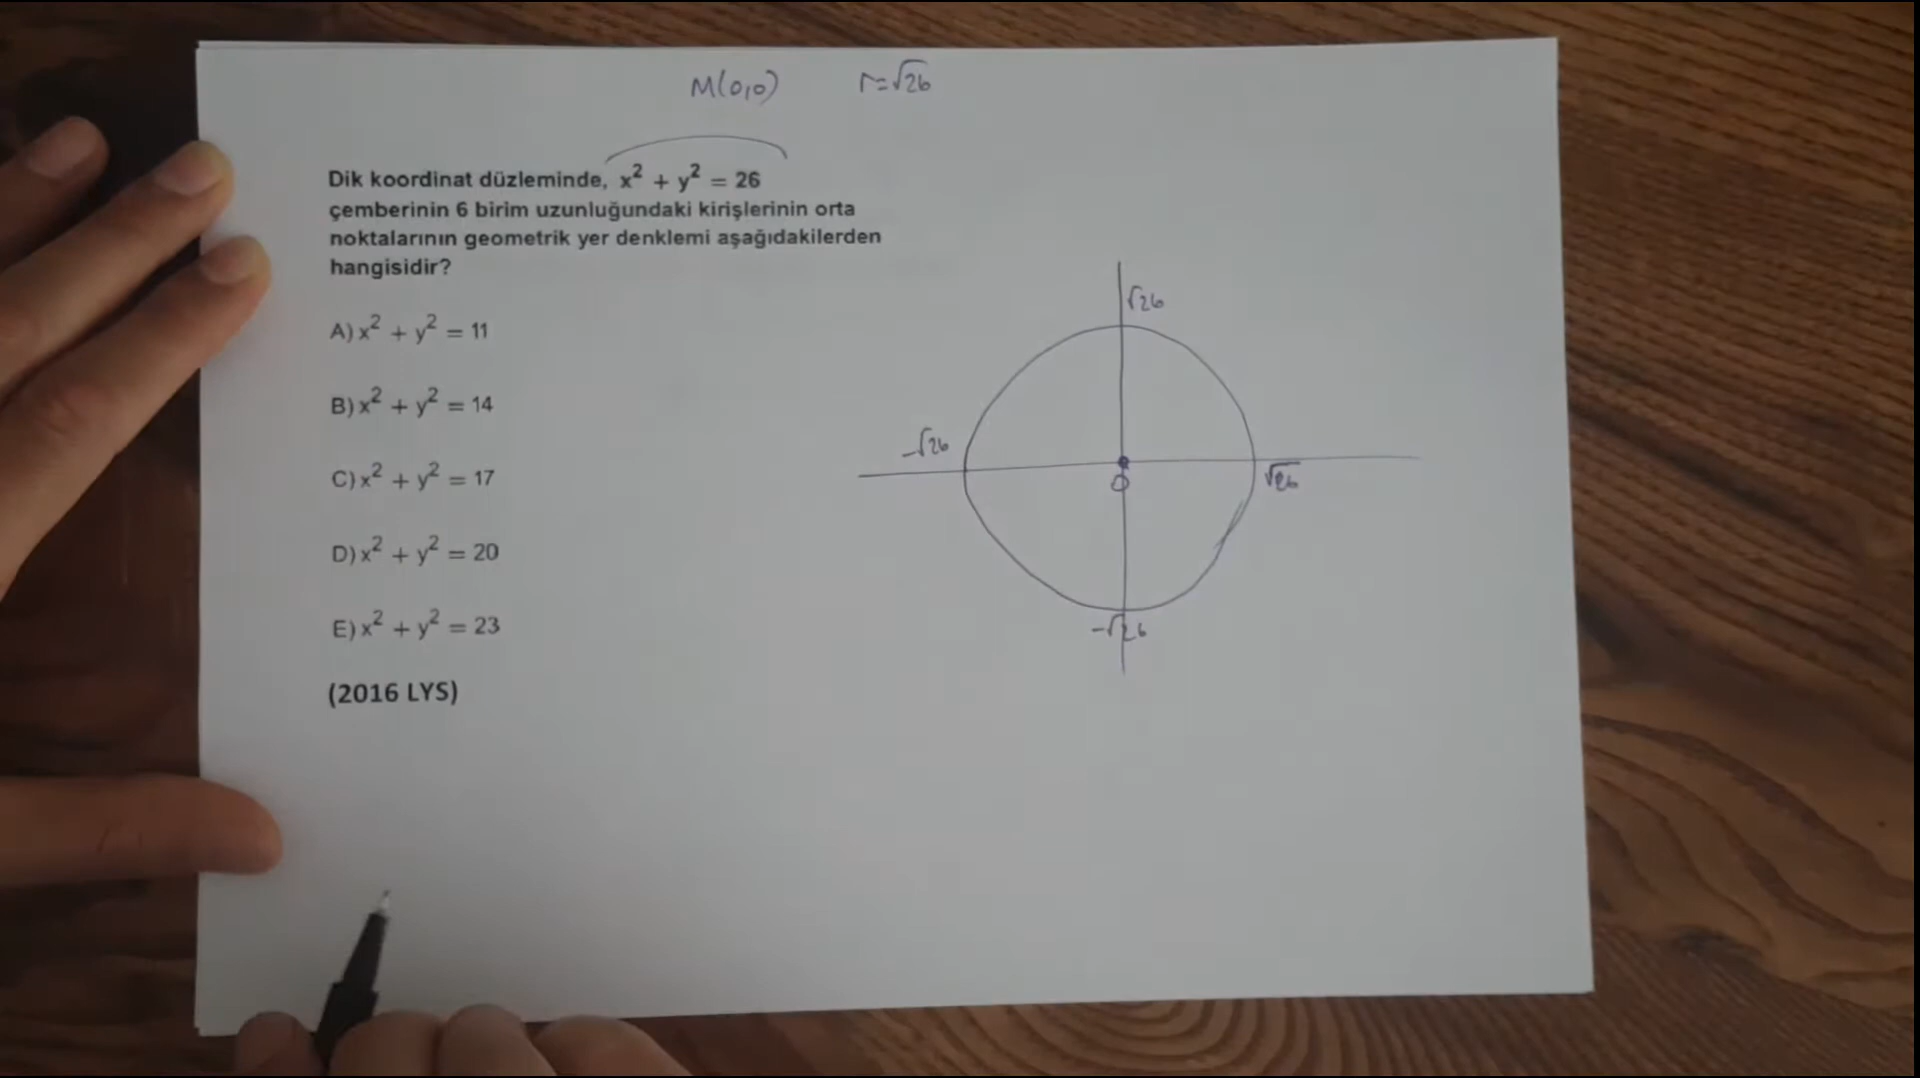 M(0,0) r=√26
Dik koordinat düzleminde, x² + y² = 26
çemberinin 6 birim uzunluğundaki kirişlerinin orta
noktalarının geometrik yer denklemi aşağıdakilerden
hangisidir?
A) x² + y² = 11
B) x² + y² = 14
C) x² + y² = 17
D) x² + y² = 20
E) x² + y² = 23
(2016 LYS)
√26
-√26
O
√26
-√26